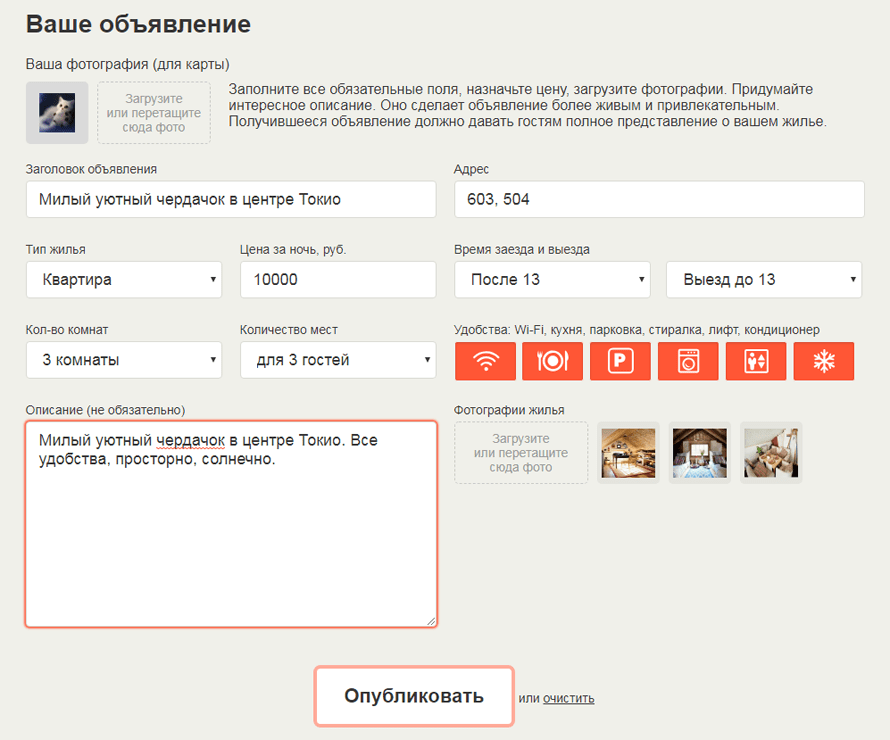 Ваше объявление
Ваша фотография (для карты)
Загрузите
или перетащите
сюда фото
Заполните все обязательные поля, назначьте цену, загрузите фотографии. Придумайте
интересное описание. Оно сделает объявление более живым и привлекательным.
Получившееся объявление должно давать гостям полное представление о вашем жилье.
Заголовок объявления
Милый уютный чердачок в центре Токио
Адрес
603, 504
Тип жилья
Квартира
Цена за ночь, руб.
10000
Время заезда и выезда
После 13
Выезд до 13
Кол-во комнат
3 комнаты
Количество мест
для 3 гостей
Удобства: Wi-Fi, кухня, парковка, стиралка, лифт, кондиционер
P
Описание (не обязательно)
Милый уютный чердачок в центре Токио. Все
удобства, просторно, солнечно.
Фотографии жилья
Загрузите
или перетащите
сюда фото
Опубликовать
или очистить